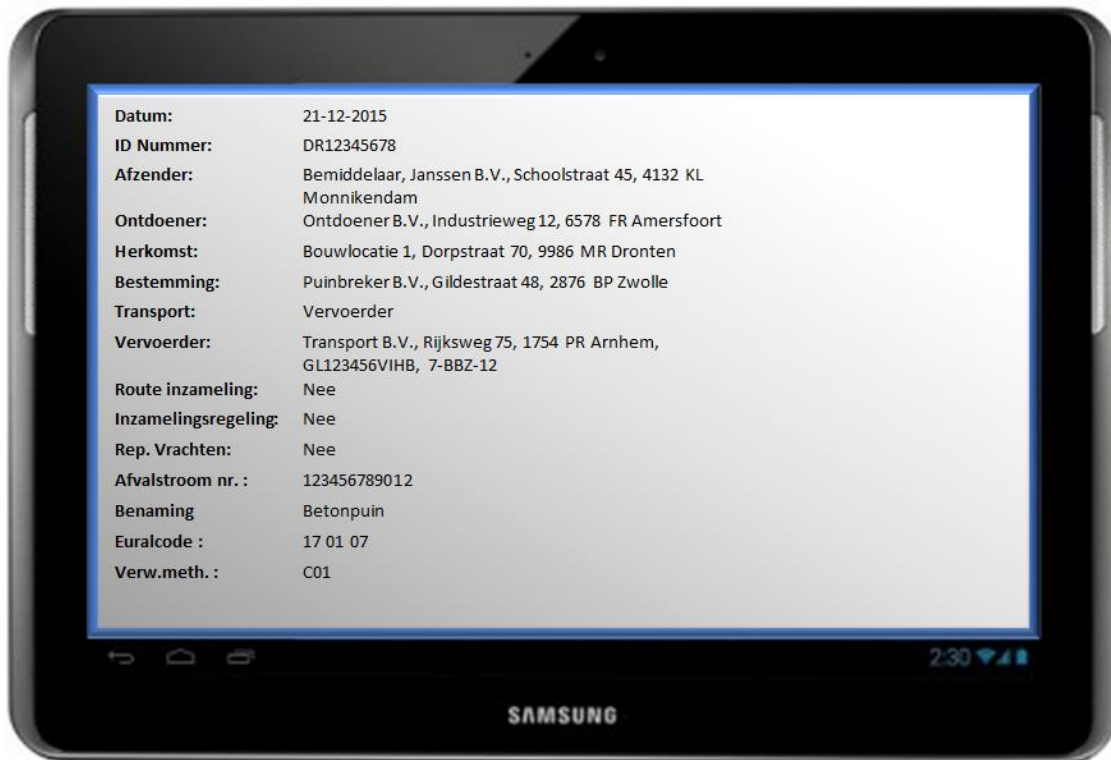 Datum: 21-12-2015
ID Nummer: DR12345678
Afzender: Bemiddelaar, Janssen B.V., Schoolstraat 45, 4132 KL
Monnikendam
Ontdoener: Ontdoener B.V., Industrieweg 12, 6578 FR Amersfoort
Herkomst: Bouwlocatie 1, Dorpstraat 70, 9986 MR Dronten
Bestemming: Puinbreker B.V., Gildestraat 48, 2876 BP Zwolle
Transport: Vervoerder
Vervoerder: Transport B.V., Rijksweg 75, 1754 PR Arnhem,
GL123456VIHB, 7-BBZ-12
Route inzameling: Nee
Inzamelingsregeling: Nee
Rep. Vrachten: Nee
Afvalstroom nr. : 123456789012
Benaming Betonpuin
Euralcode : 17 01 07
Verw.meth. : C01
2:30
SAMSUNG